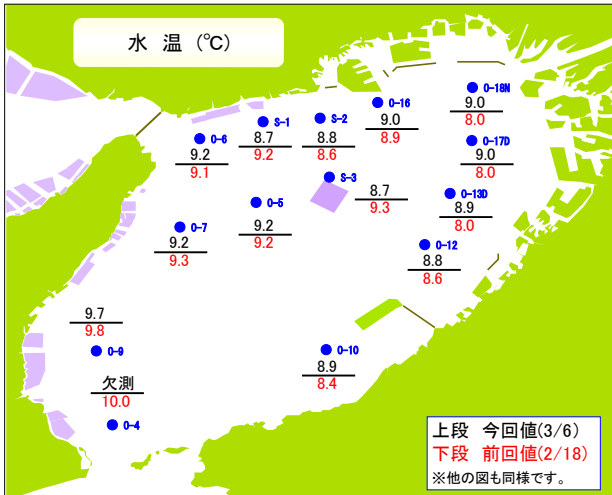 水 温 (℃)
O-18N
9.0
8.0
O-16
9.0
8.9
S-2
8.8
8.6
S-1
8.7
9.2
O-6
9.2
9.1
O-17D
9.0
8.0
S-3
8.7
9.3
O-13D
8.9
8.0
O-5
9.2
9.2
O-7
9.2
9.3
O-12
8.8
8.6
9.7
9.8
O-9
O-10
8.9
8.4
欠測
10.0
O-4
上段 今回値(3/6)
下段 前回値(2/18)
※他の図も同様です。